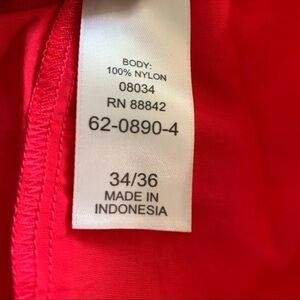 BODY:
100% NYLON
08034
RN 88842
62-0890-4
34/36
MADE IN
INDONESIA